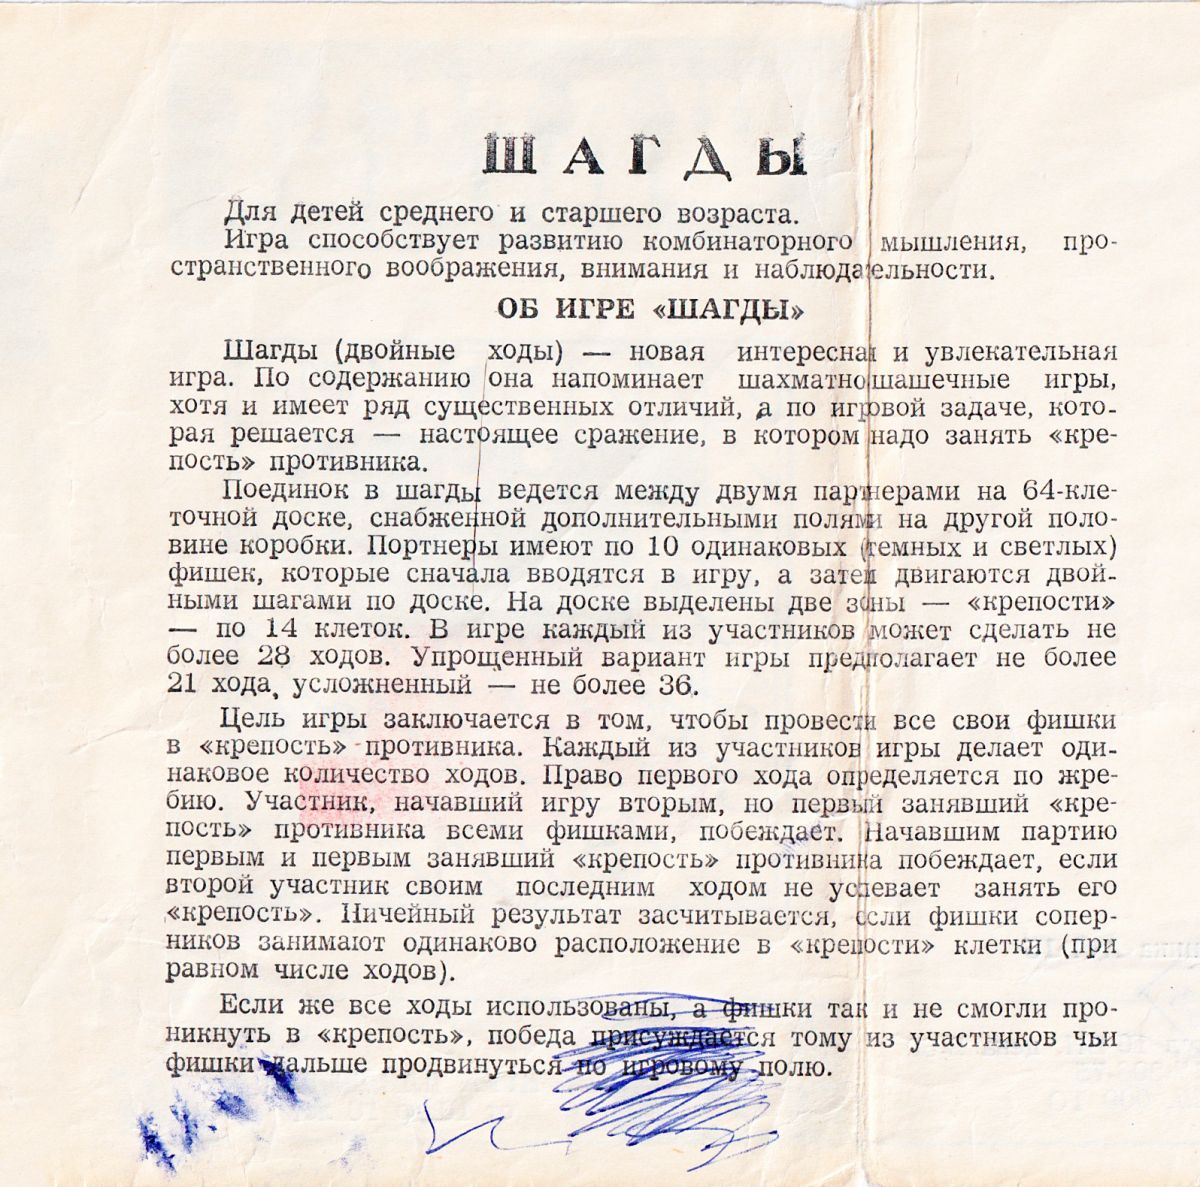 ШАГДЫ
Для детей среднего и старшего возраста.
Игра способствует развитию комбинаторного мышления, про-
странственного воображения, внимания и наблюдательности.
ОБ ИГРЕ «ШАГДЫ»
Шагды (двойные ходы) — новая интересная и увлекательная
игра. По содержанию она напоминает шахматно-шашечные игры,
хотя и имеет ряд существенных отличий, а по игровой задаче, кото-
рая решается — настоящее сражение, в котором надо занять «кре-
пость» противника.
Поединок в шагды ведется между двумя партнерами на 64-кле-
точной доске, снабженной дополнительными полями на другой поло-
вине коробки. Портнеры имеют по 10 одинаковых (темных и светлых)
фишек, которые сначала вводятся в игру, а затем двигаются двой-
ными шагами по доске. На доске выделены две зоны — «крепости»
— по 14 клеток. В игре каждый из участников может сделать не
более 28 ходов. Упрощенный вариант игры предполагает не более
21 хода, усложненный — не более 36.
Цель игры заключается в том, чтобы провести все свои фишки
в «крепость» противника. Каждый из участников игры делает оди-
наковое количество ходов. Право первого хода определяется по жре-
бию. Участник, начавший игру вторым, но первый занявший «кре-
пость» противника всеми фишками, побеждает. Начавшим партию
первым и первым занявший «крепость» противника побеждает, если
второй участник своим последним ходом не успевает занять его
«крепость». Ничейный результат засчитывается, если фишки сопер-
ников занимают одинаково расположение в «крепости» клетки (при
равном числе ходов).
Если же все ходы использованы, а фишки так и не смогли про-
никнуть в «крепость», победа присуждается тому из участников чьи
фишки дальше продвинуться по игровому полю.